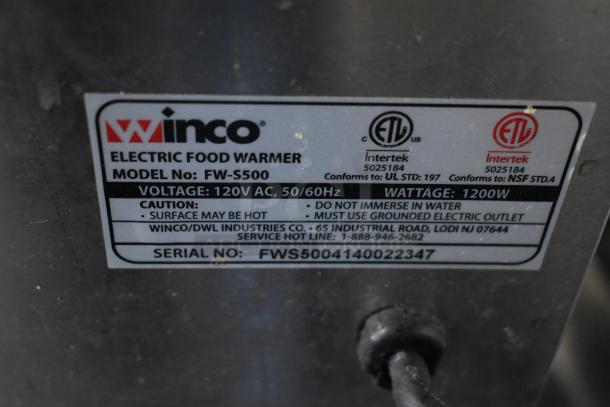 WINCO®
ELECTRIC FOOD WARMER
MODEL No: FW-S500
C ETL US
Intertek
5025184
Conforms to: UL STD: 197
ETL
Intertek
5025184
Conforms to: NSF STD.4
VOLTAGE: 120V AC, 50/60Hz WATTAGE: 1200W
CAUTION: • DO NOT IMMERSE IN WATER
• SURFACE MAY BE HOT • MUST USE GROUNDED ELECTRIC OUTLET
WINCO/DWL INDUSTRIES CO. - 65 INDUSTRIAL ROAD, LODI NJ 07644
SERVICE HOT LINE: 1-888-946-2682
SERIAL NO: FWS5004140022347